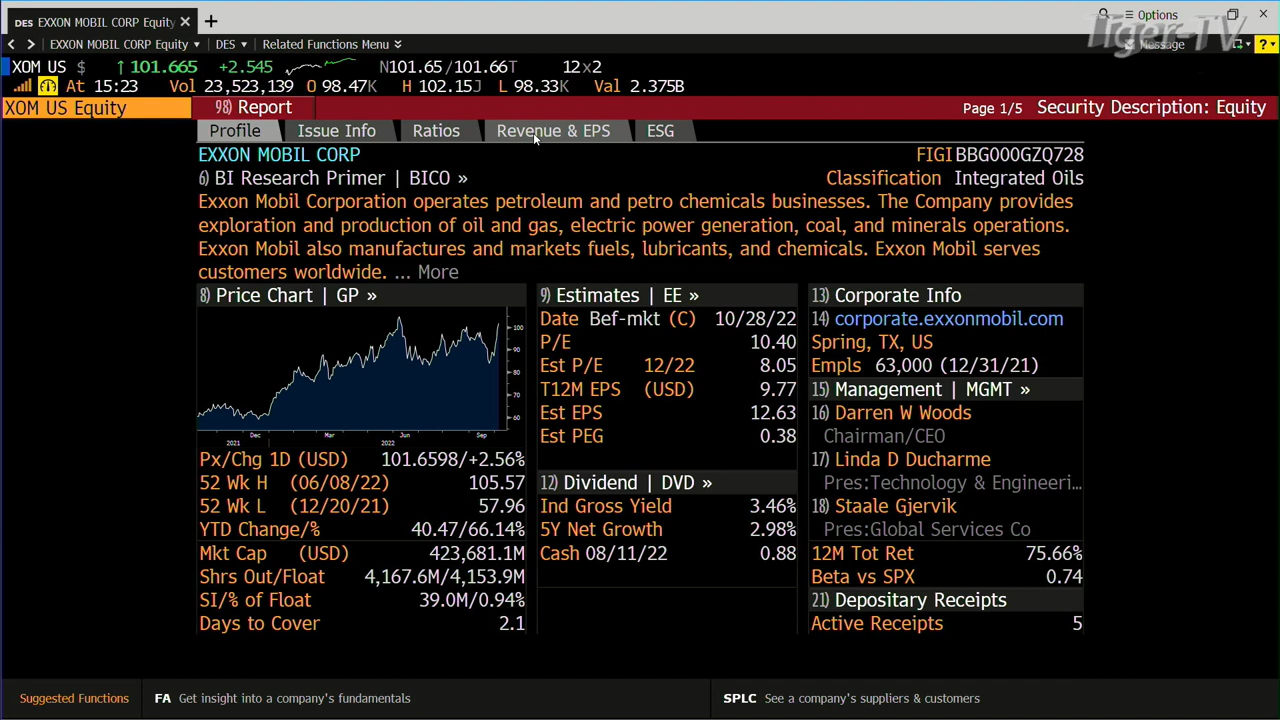 DES EXXON MOBIL CORP Equity
Options
EXXON MOBIL CORP Equity DES Related Functions Menu Message
Tiger-TV
XOM US $ ↑ 101.665 +2.545 N101.65/101.66T 12x2
At 15:23 Vol 23,523,139 O 98.47K H 102.15J L 98.33K Val 2.375B
XOM US Equity 98) Report Page 1/5 Security Description: Equity
Profile Issue Info Ratios Revenue & EPS ESG
EXXON MOBIL CORP FIGI BBG000GZQ728
6) BI Research Primer | BICO » Classification Integrated Oils
Exxon Mobil Corporation operates petroleum and petro chemicals businesses. The Company provides
exploration and production of oil and gas, electric power generation, coal, and minerals operations.
Exxon Mobil also manufactures and markets fuels, lubricants, and chemicals. Exxon Mobil serves
customers worldwide. ... More
8) Price Chart | GP »
100
90
80
70
60
Dec Mar Jun Sep
2021 2022
Px/Chg 1D (USD) 101.6598/+2.56%
52 Wk H (06/08/22) 105.57
52 Wk L (12/20/21) 57.96
YTD Change/% 40.47/66.14%
Mkt Cap (USD) 423,681.1M
Shrs Out/Float 4,167.6M/4,153.9M
SI/% of Float 39.0M/0.94%
Days to Cover 2.1
9) Estimates | EE »
Date Bef-mkt (C) 10/28/22
P/E 10.40
Est P/E 12/22 8.05
T12M EPS (USD) 9.77
Est EPS 12.63
Est PEG 0.38
12) Dividend | DVD »
Ind Gross Yield 3.46%
5Y Net Growth 2.98%
Cash 08/11/22 0.88
13) Corporate Info
14) corporate.exxonmobil.com
Spring, TX, US
Empls 63,000 (12/31/21)
15) Management | MGMT »
16) Darren W Woods
Chairman/CEO
17) Linda D Ducharme
Pres:Technology & Engineeri...
18) Staale Gjervik
Pres:Global Services Co
12M Tot Ret 75.66%
Beta vs SPX 0.74
21) Depositary Receipts
Active Receipts 5
Suggested Functions FA Get insight into a company's fundamentals SPLC See a company's suppliers & customers